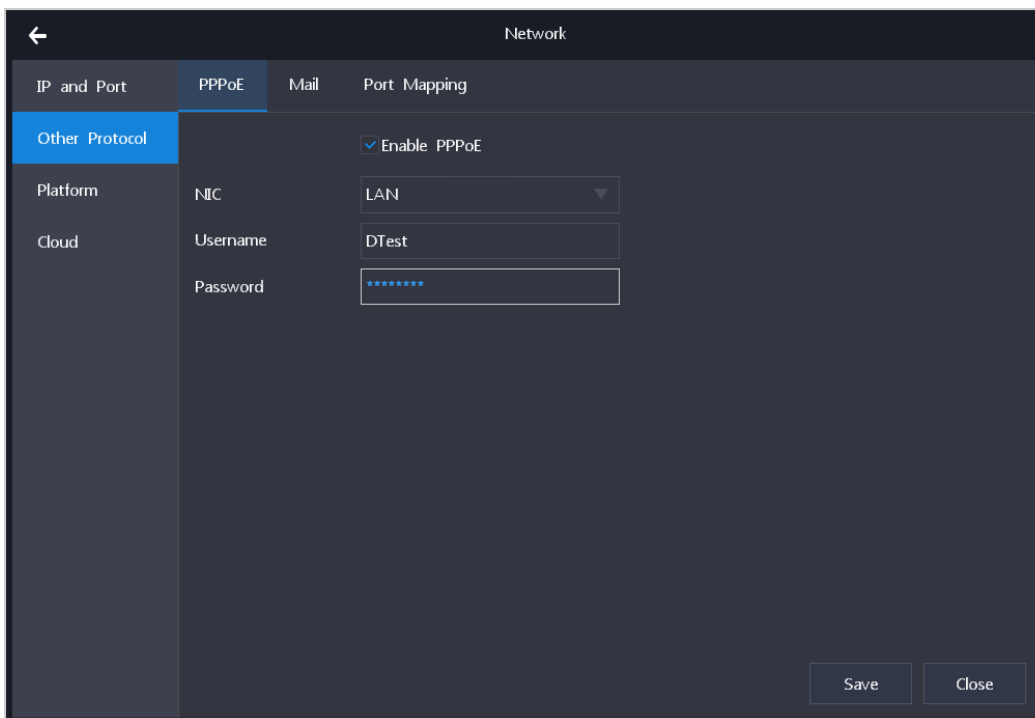 Network
IP and Port
PPPoE Mail Port Mapping
Other Protocol
Enable PPPoE
Platform
NIC LAN
Cloud
Username DTest
Password ********
Save Close